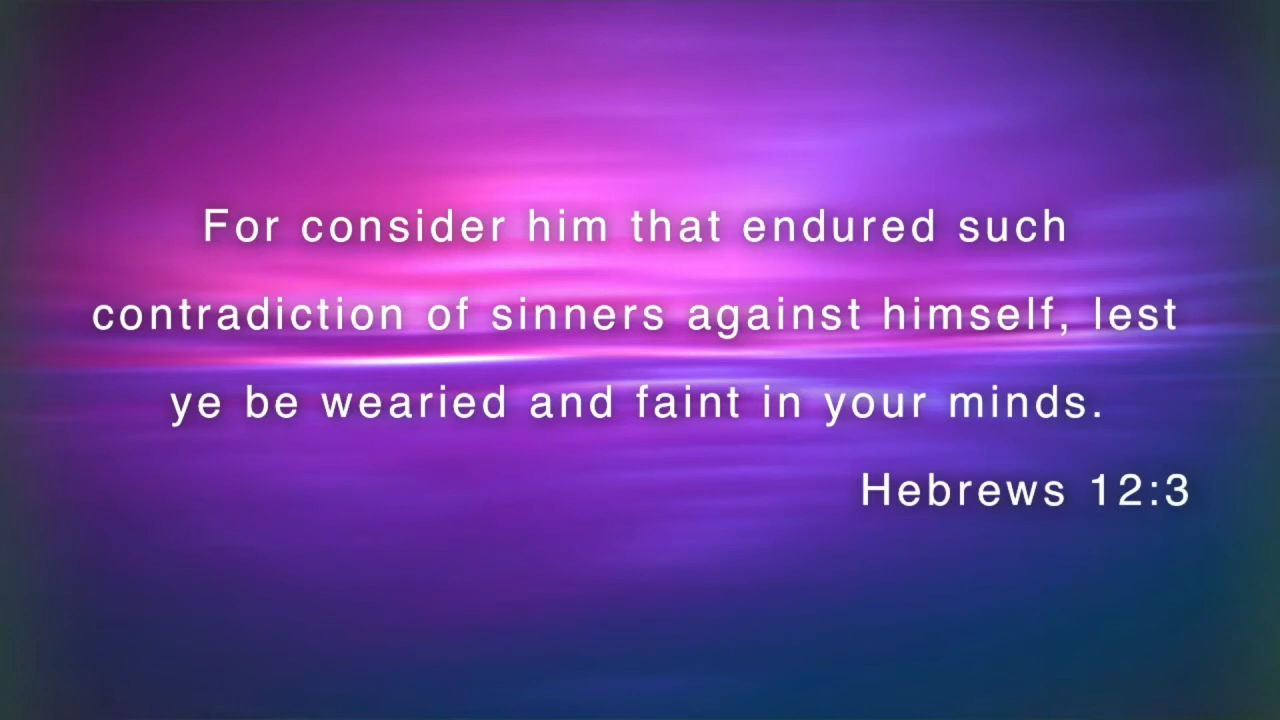 For consider him that endured such
contradiction of sinners against himself, lest
ye be wearied and faint in your minds.
Hebrews 12:3